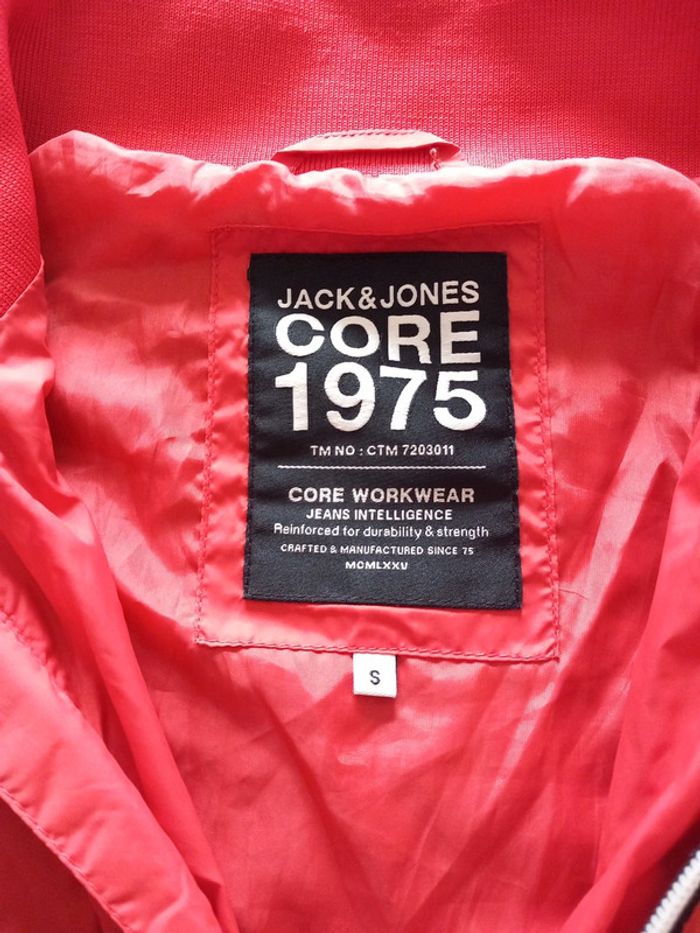 JACK&JONES
CORE
1975
TM NO : CTM 7203011
CORE WORKWEAR
JEANS INTELLIGENCE
Reinforced for durability & strength
CRAFTED & MANUFACTURED SINCE 75
MCMLXXV
S